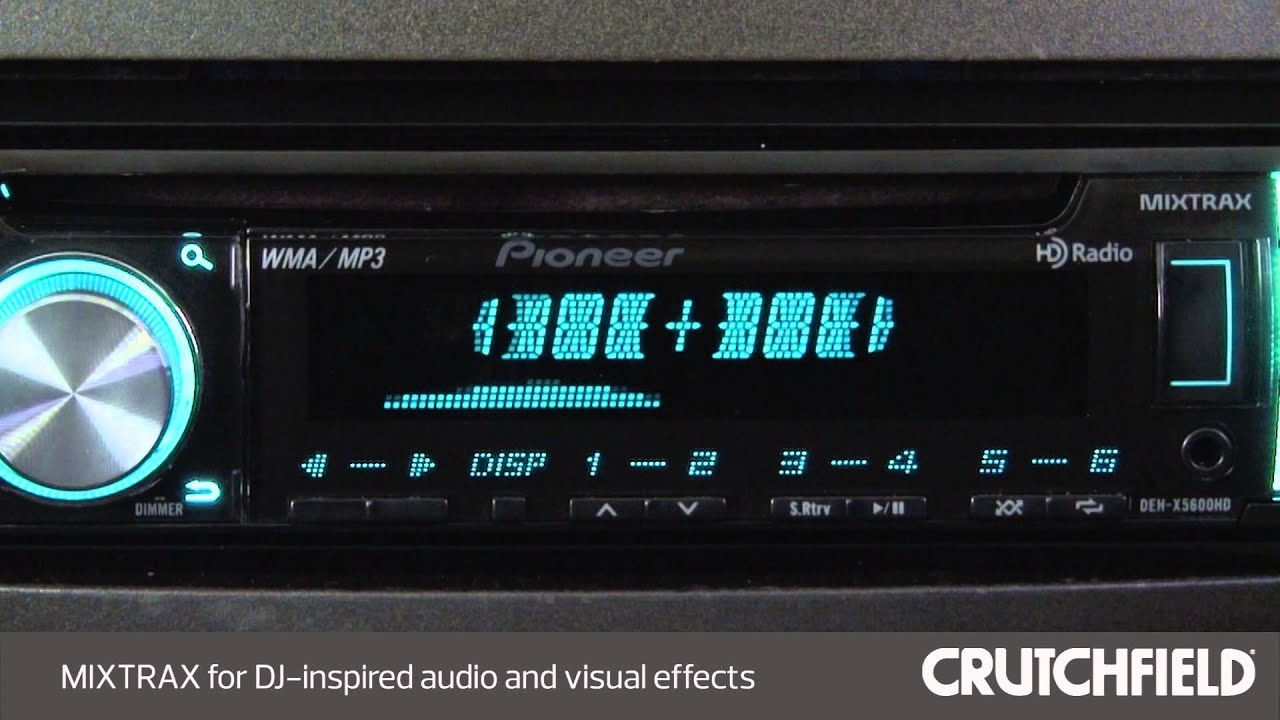 MIXTRAX
WMA/MP3
Pioneer
HD Radio
DISP 1 2 3 4 5 6
DIMMER
S.Rtrv
DEH-X5600HD
MIXTRAX for DJ-inspired audio and visual effects
CRUTCHFIELD